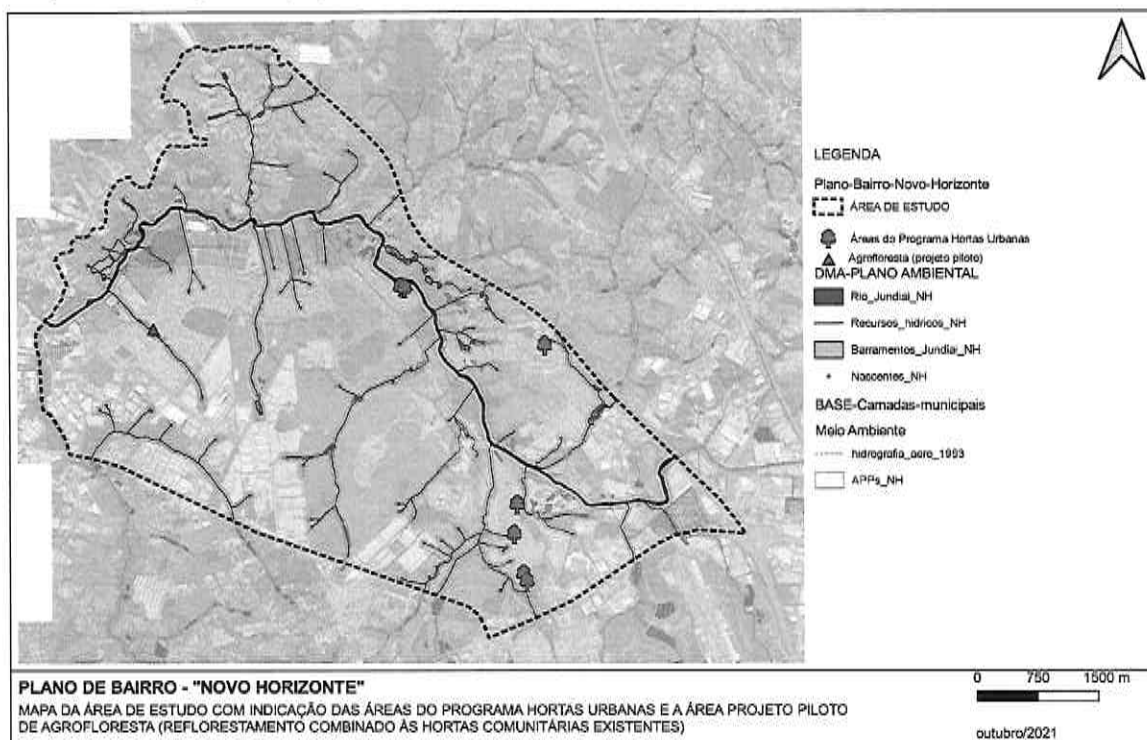 LEGENDA
Plano-Bairro-Novo-Horizonte
ÁREA DE ESTUDO
Áreas do Programa Hortas Urbanas
Agrofloresta (projeto piloto)
DMA-PLANO AMBIENTAL
Rio_Jundiaí_NH
Recursos_hídricos_NH
Barramentos_Jundiaí_NH
Nascentes_NH
BASE-Camadas-municipais
Meio Ambiente
hidrografia_aero_1993
APPs_NH
PLANO DE BAIRRO - "NOVO HORIZONTE"
MAPA DA ÁREA DE ESTUDO COM INDICAÇÃO DAS ÁREAS DO PROGRAMA HORTAS URBANAS E A ÁREA PROJETO PILOTO
DE AGROFLORESTA (REFLORESTAMENTO COMBINADO ÀS HORTAS COMUNITÁRIAS EXISTENTES)
0 750 1500 m
outubro/2021